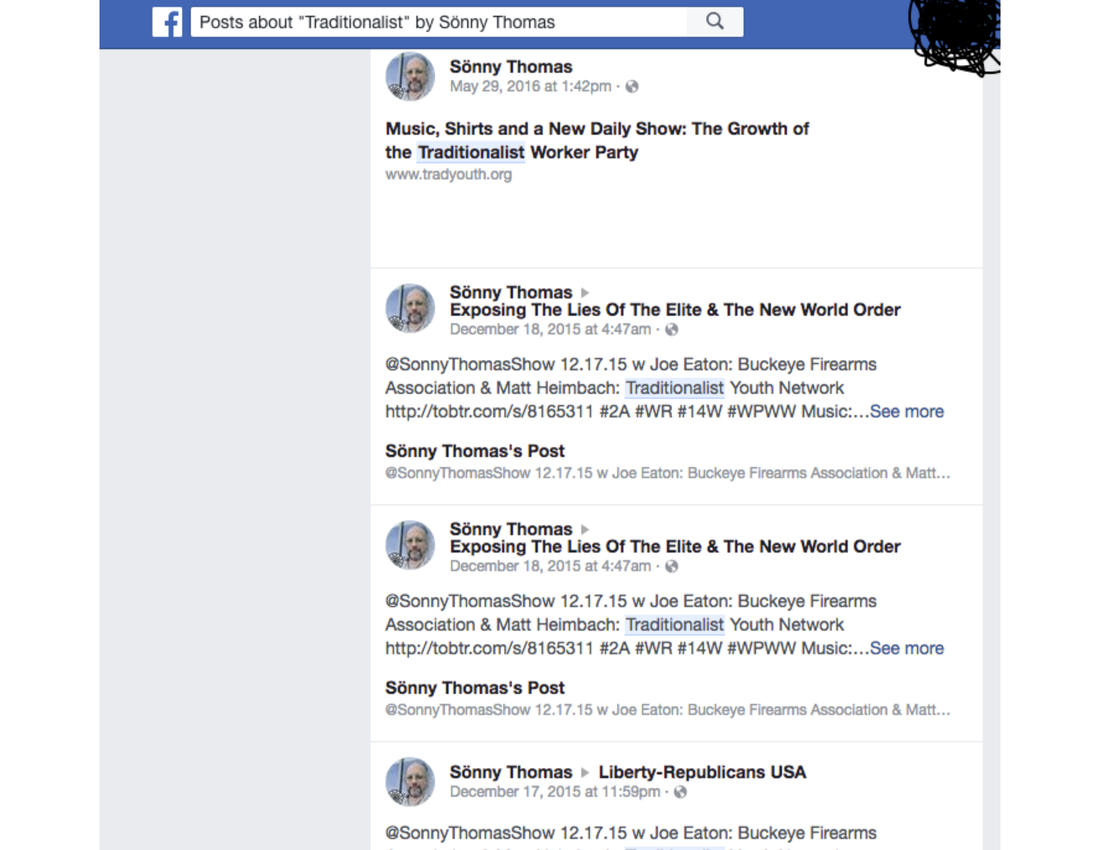 Posts about "Traditionalist" by Sönny Thomas
Sönny Thomas
May 29, 2016 at 1:42pm ·
Music, Shirts and a New Daily Show: The Growth of
the Traditionalist Worker Party
www.tradyouth.org
Sönny Thomas
Exposing The Lies Of The Elite & The New World Order
December 18, 2015 at 4:47am ·
@SonnyThomasShow 12.17.15 w Joe Eaton: Buckeye Firearms
Association & Matt Heimbach: Traditionalist Youth Network
http://tobtr.com/s/8165311 #2A #WR #14W #WPWW Music:...See more
Sönny Thomas's Post
@SonnyThomasShow 12.17.15 w Joe Eaton: Buckeye Firearms Association & Matt...
Sönny Thomas
Exposing The Lies Of The Elite & The New World Order
December 18, 2015 at 4:47am ·
@SonnyThomasShow 12.17.15 w Joe Eaton: Buckeye Firearms
Association & Matt Heimbach: Traditionalist Youth Network
http://tobtr.com/s/8165311 #2A #WR #14W #WPWW Music:...See more
Sönny Thomas's Post
@SonnyThomasShow 12.17.15 w Joe Eaton: Buckeye Firearms Association & Matt...
Sönny Thomas Liberty-Republicans USA
December 17, 2015 at 11:59pm ·
@SonnyThomasShow 12.17.15 w Joe Eaton: Buckeye Firearms